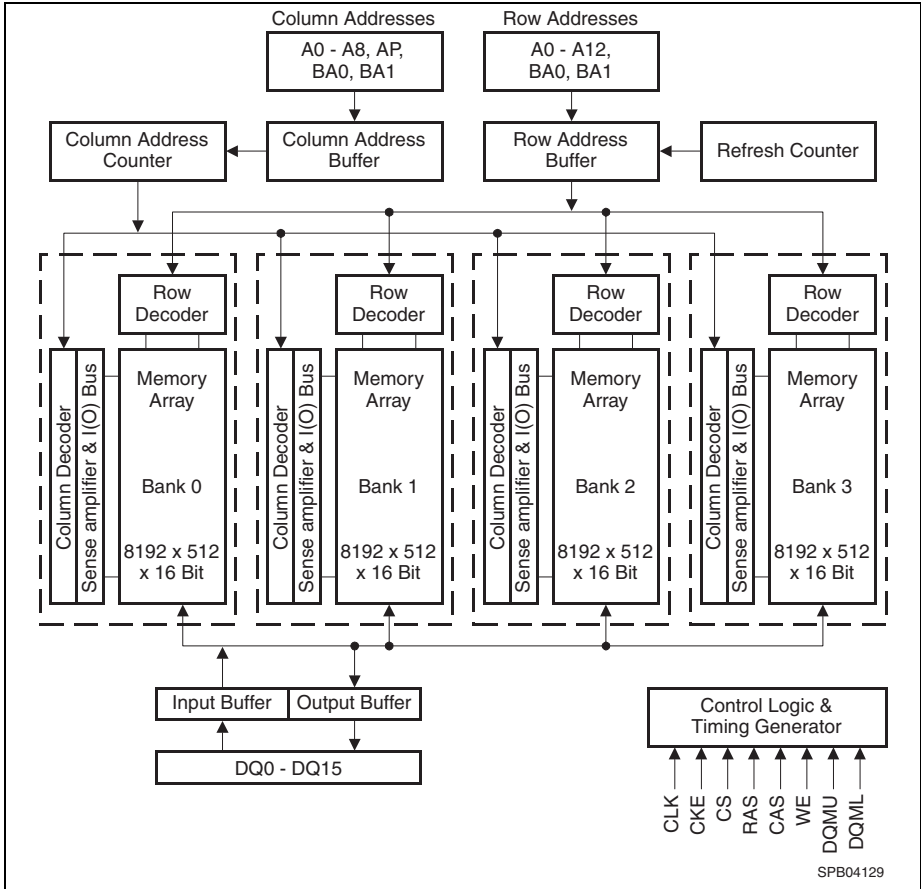 Column Addresses
Row Addresses
A0 - A8, AP,
BA0, BA1
A0 - A12,
BA0, BA1
Column Address
Counter
Column Address
Buffer
Row Address
Buffer
Refresh Counter
Row
Decoder
Row
Decoder
Row
Decoder
Row
Decoder
Column Decoder
Sense amplifier & I(O) Bus
Memory
Array
Bank 0
8192 x 512
x 16 Bit
Column Decoder
Sense amplifier & I(O) Bus
Memory
Array
Bank 1
8192 x 512
x 16 Bit
Column Decoder
Sense amplifier & I(O) Bus
Memory
Array
Bank 2
8192 x 512
x 16 Bit
Column Decoder
Sense amplifier & I(O) Bus
Memory
Array
Bank 3
8192 x 512
x 16 Bit
Input Buffer
Output Buffer
DQ0 - DQ15
Control Logic &
Timing Generator
CLK
CKE
CS
RAS
CAS
WE
DQMU
DQML
SPB04129